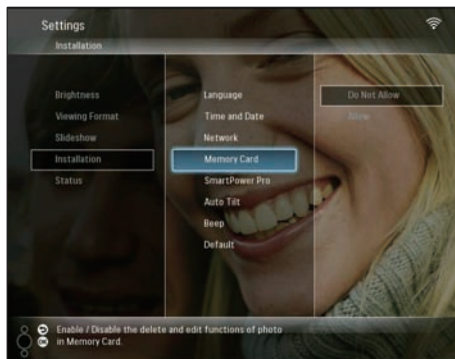 Settings
Installation
Brightness
Viewing Format
Slideshow
Installation
Status
Language
Time and Date
Network
Memory Card
SmartPower Pro
Auto Tilt
Beep
Default
Do Not Allow
Allow
Enable / Disable the delete and edit functions of photo
in Memory Card.
OK